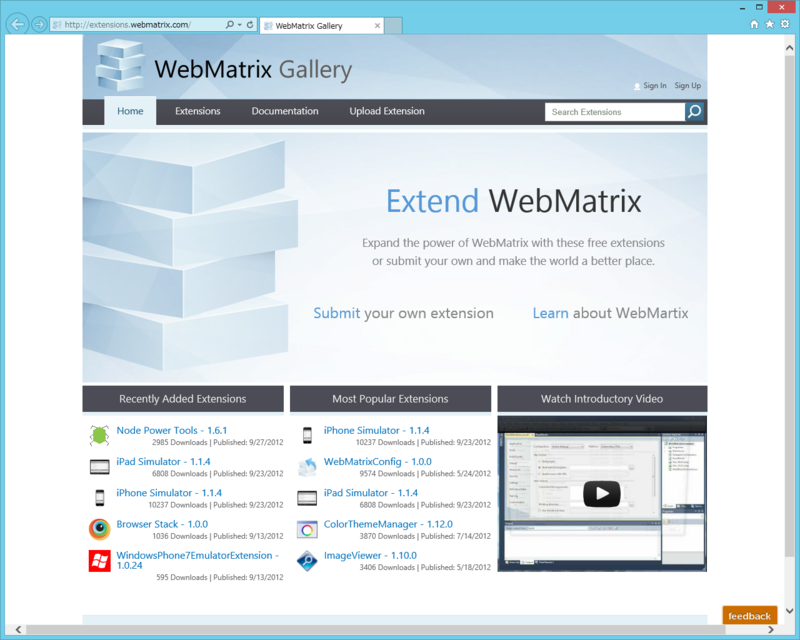 http://extensions.webmatrix.com/
WebMatrix Gallery
WebMatrix Gallery
Sign In Sign Up
Home Extensions Documentation Upload Extension Search Extensions
Extend WebMatrix
Expand the power of WebMatrix with these free extensions
or submit your own and make the world a better place.
Submit your own extension Learn about WebMartix
Recently Added Extensions
Node Power Tools - 1.6.1
2985 Downloads | Published: 9/27/2012
iPad Simulator - 1.1.4
6808 Downloads | Published: 9/23/2012
iPhone Simulator - 1.1.4
10237 Downloads | Published: 9/23/2012
Browser Stack - 1.0.0
1036 Downloads | Published: 9/13/2012
WindowsPhone7EmulatorExtension -
1.0.24
595 Downloads | Published: 9/13/2012
Most Popular Extensions
iPhone Simulator - 1.1.4
10237 Downloads | Published: 9/23/2012
WebMatrixConfig - 1.0.0
9574 Downloads | Published: 5/24/2012
iPad Simulator - 1.1.4
6808 Downloads | Published: 9/23/2012
ColorThemeManager - 1.12.0
3870 Downloads | Published: 7/14/2012
ImageViewer - 1.10.0
3406 Downloads | Published: 5/18/2012
Watch Introductory Video
feedback